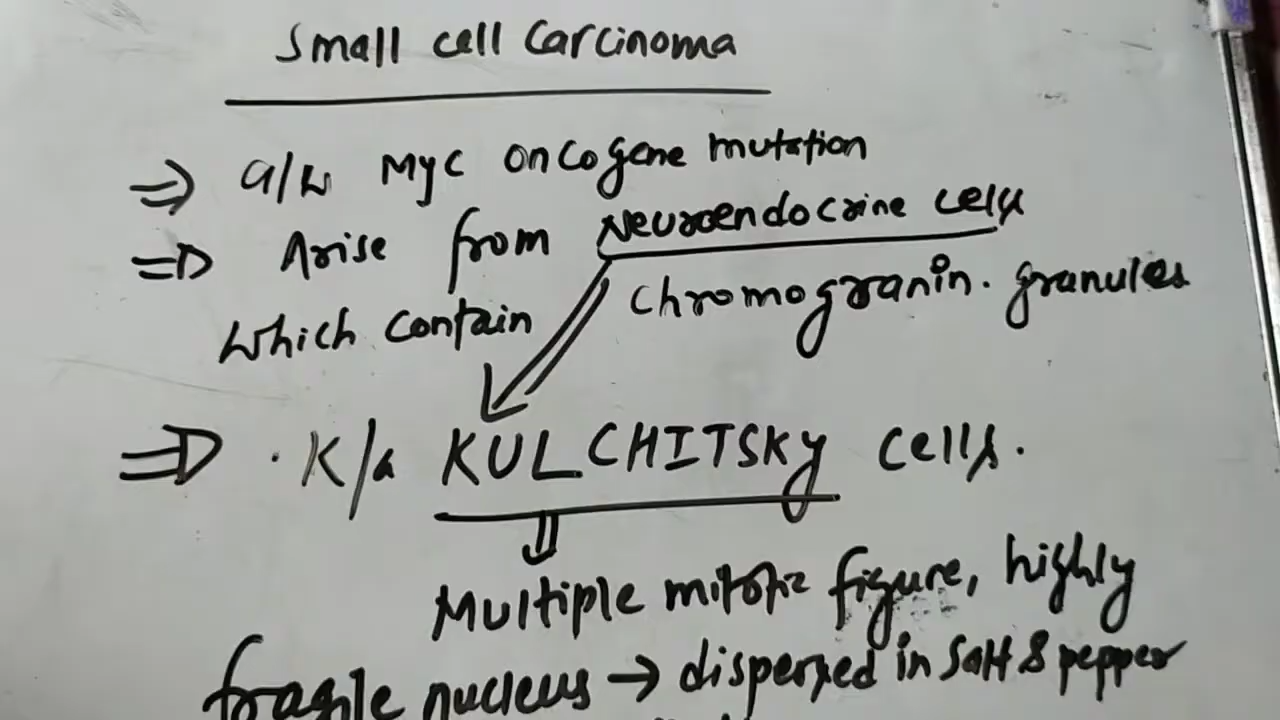 Small cell Carcinoma
⇒ a/w Myc oncogene mutation
⇒ Arise from Neuroendocrine cells
which contain chromogranin. granules
⇒ . K/a KULCHITSKY cells.
Multiple mitotic figure, highly
fragile nucleus → dispersed in Salt & pepper